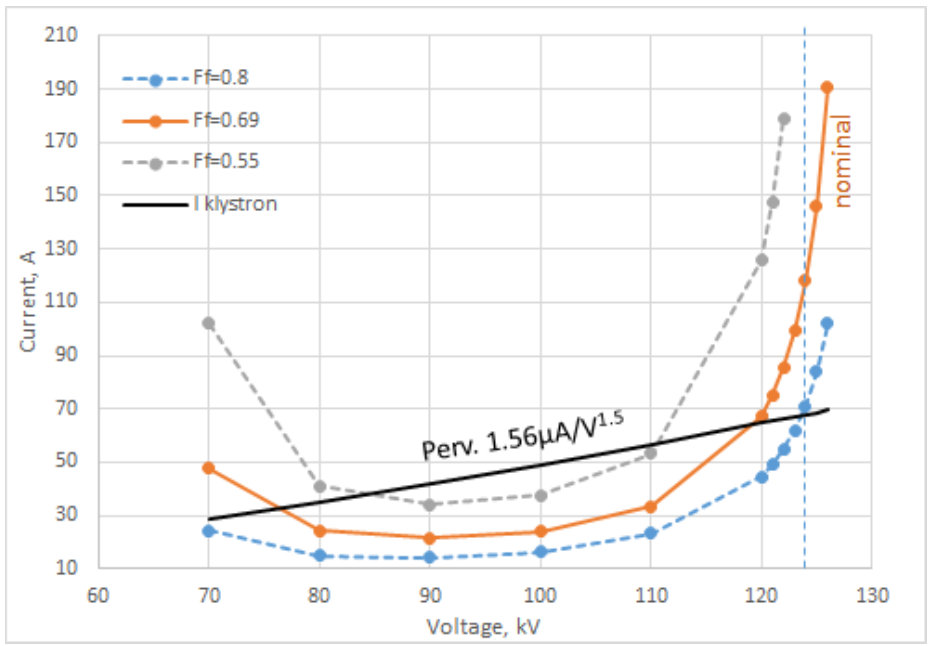 210
190
170
150
130
110
90
70
50
30
10
Current, A
Ff=0.8
Ff=0.69
Ff=0.55
I klystron
nominal
Perv. 1.56µA/V^1.5
60 70 80 90 100 110 120 130
Voltage, kV